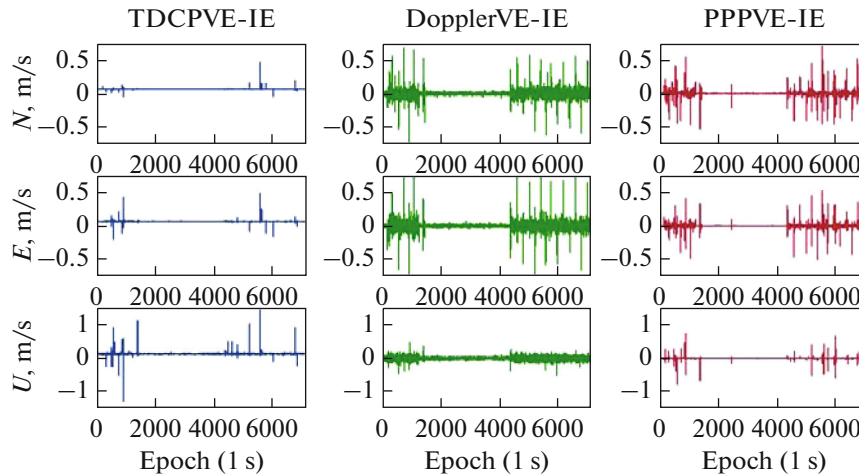 TDCPVE-IE DopplerVE-IE PPPVE-IE
N, m/s 0.5 0 −0.5 0.5 0 −0.5 0.5 0 −0.5
0 2000 4000 6000 0 2000 4000 6000 0 2000 4000 6000
E, m/s 0.5 0 −0.5 0.5 0 −0.5 0.5 0 −0.5
0 2000 4000 6000 0 2000 4000 6000 0 2000 4000 6000
U, m/s 1 0 −1 1 0 −1 1 0 −1
0 2000 4000 6000 0 2000 4000 6000 0 2000 4000 6000
Epoch (1 s) Epoch (1 s) Epoch (1 s)